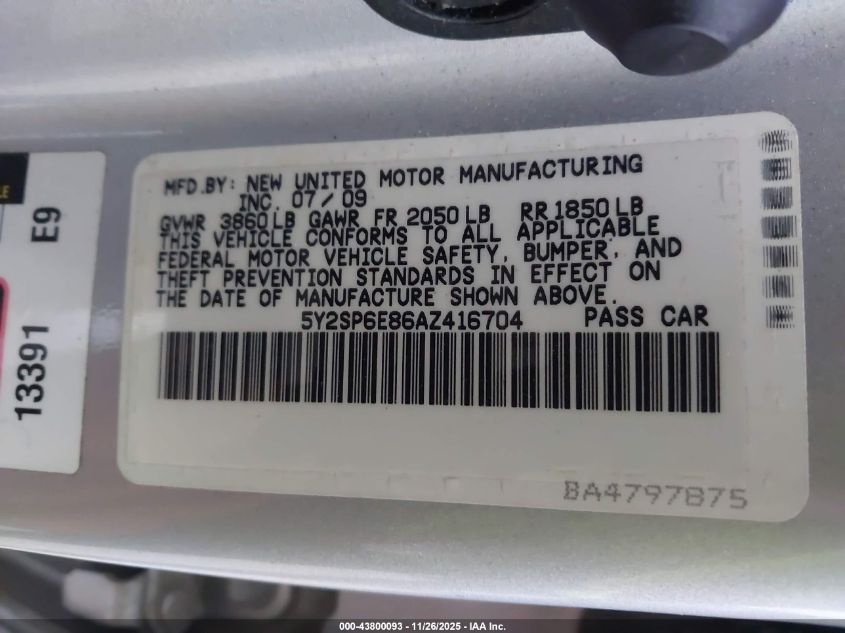 MFD.BY: NEW UNITED MOTOR MANUFACTURING
INC. 07/09
GVWR 3860LB GAWR FR 2050LB RR1850LB
THIS VEHICLE CONFORMS TO ALL APPLICABLE
FEDERAL MOTOR VEHICLE SAFETY, BUMPER, AND
THEFT PREVENTION STANDARDS IN EFFECT ON
THE DATE OF MANUFACTURE SHOWN ABOVE.
5Y2SP6E86AZ416704 PASS CAR
BA4797875
E9
13391
000-43800093 - 11/26/2025 - IAA Inc.